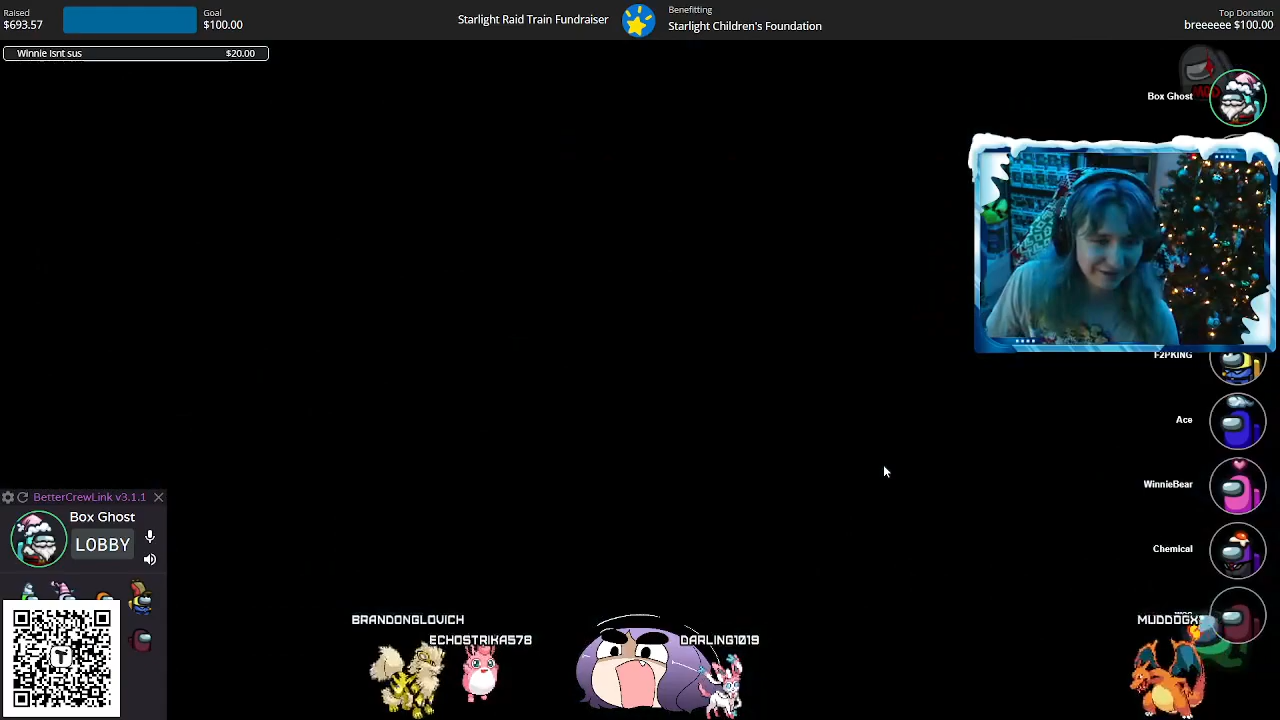 Raised
$693.57
Goal
$100.00
Starlight Raid Train Fundraiser
Benefitting
Starlight Children's Foundation
Top Donation
breeeeee $100.00
Winnie Isnt sus
$20.00
Box Ghost
F2PKING
Ace
WinnieBear
Chemical
BetterCrewLink v3.1.1
Box Ghost
LOBBY
BRANDONGLOVICH
ECHOSTRIKA578
DARLING1019
MUDDOGX